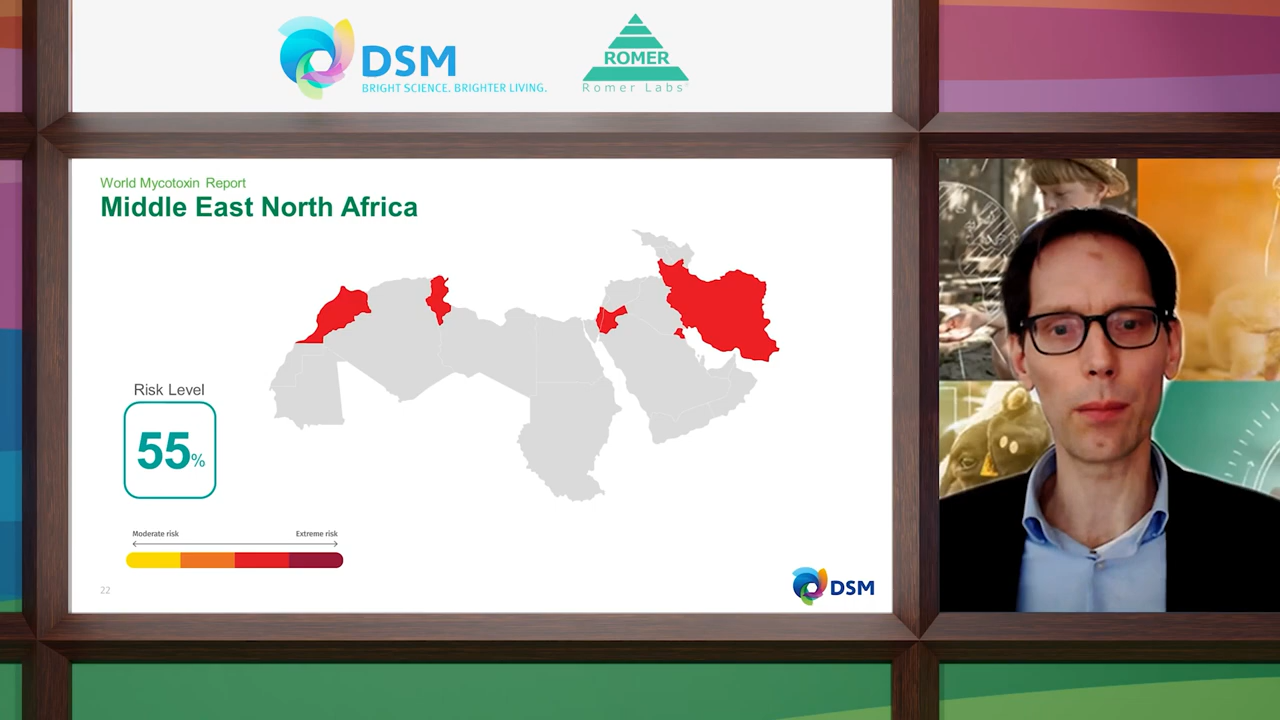 DSM
BRIGHT SCIENCE. BRIGHTER LIVING.
ROMER
Romer Labs®
World Mycotoxin Report
Middle East North Africa
Risk Level
55%
Moderate risk
Extreme risk
22
DSM